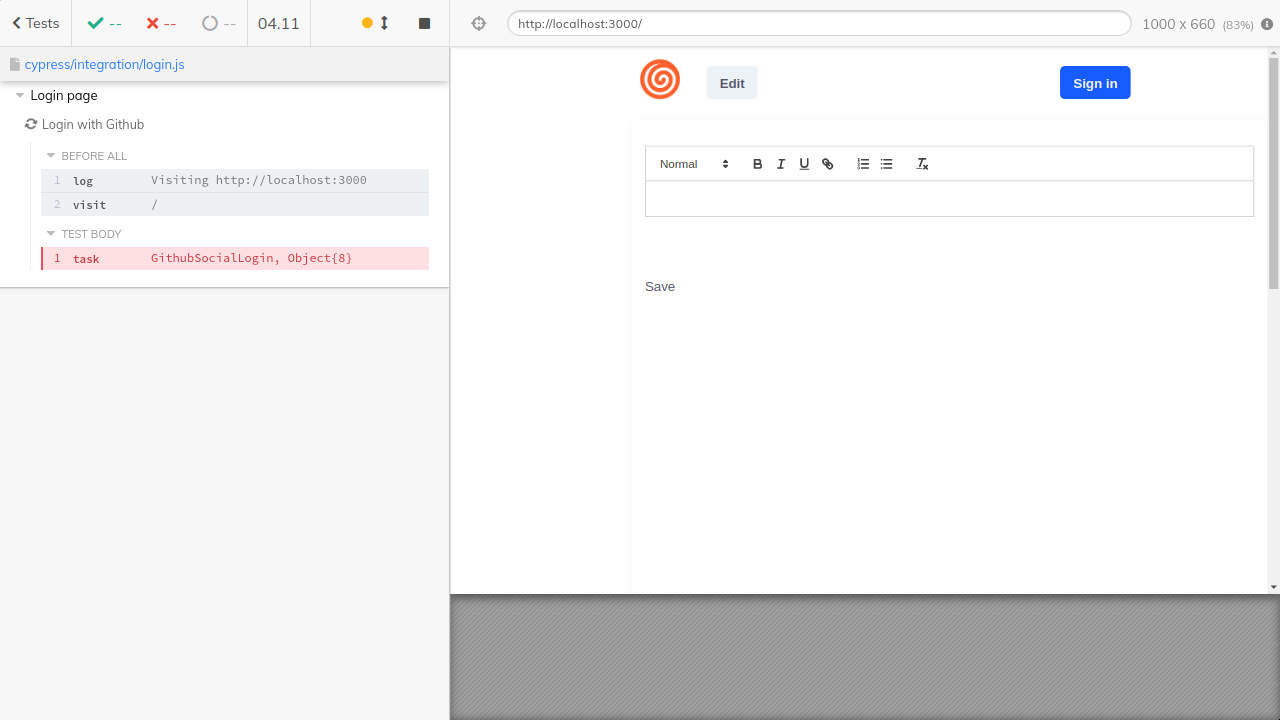 Tests -- -- -- 04.11
http://localhost:3000/ 1000 x 660 (83%)
cypress/integration/login.js
Login page
Login with Github
BEFORE ALL
1 log Visiting http://localhost:3000
2 visit /
TEST BODY
1 task GithubSocialLogin, Object{8}
Edit
Sign in
Normal
Save